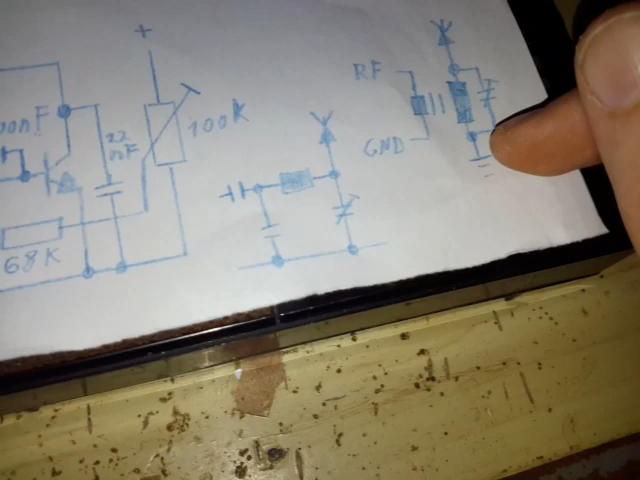 +
100K
22
nF
00nF
68K
RF
GND